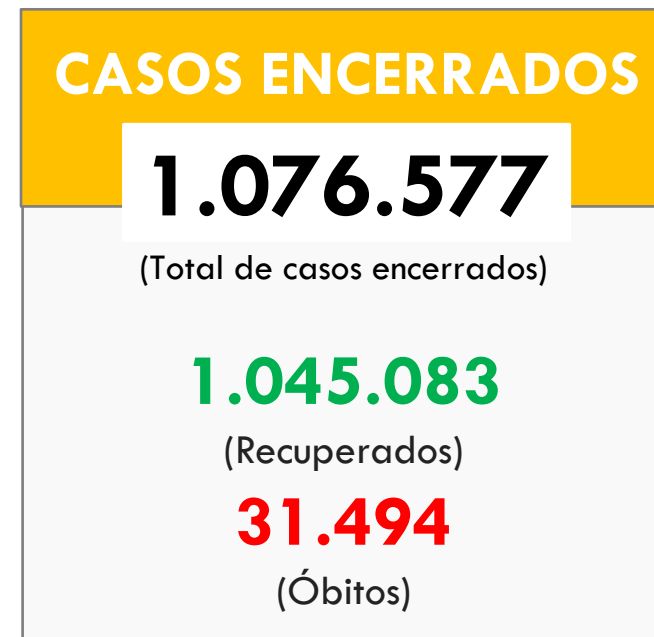 CASOS ENCERRADOS
1.076.577
(Total de casos encerrados)
1.045.083
(Recuperados)
31.494
(Óbitos)